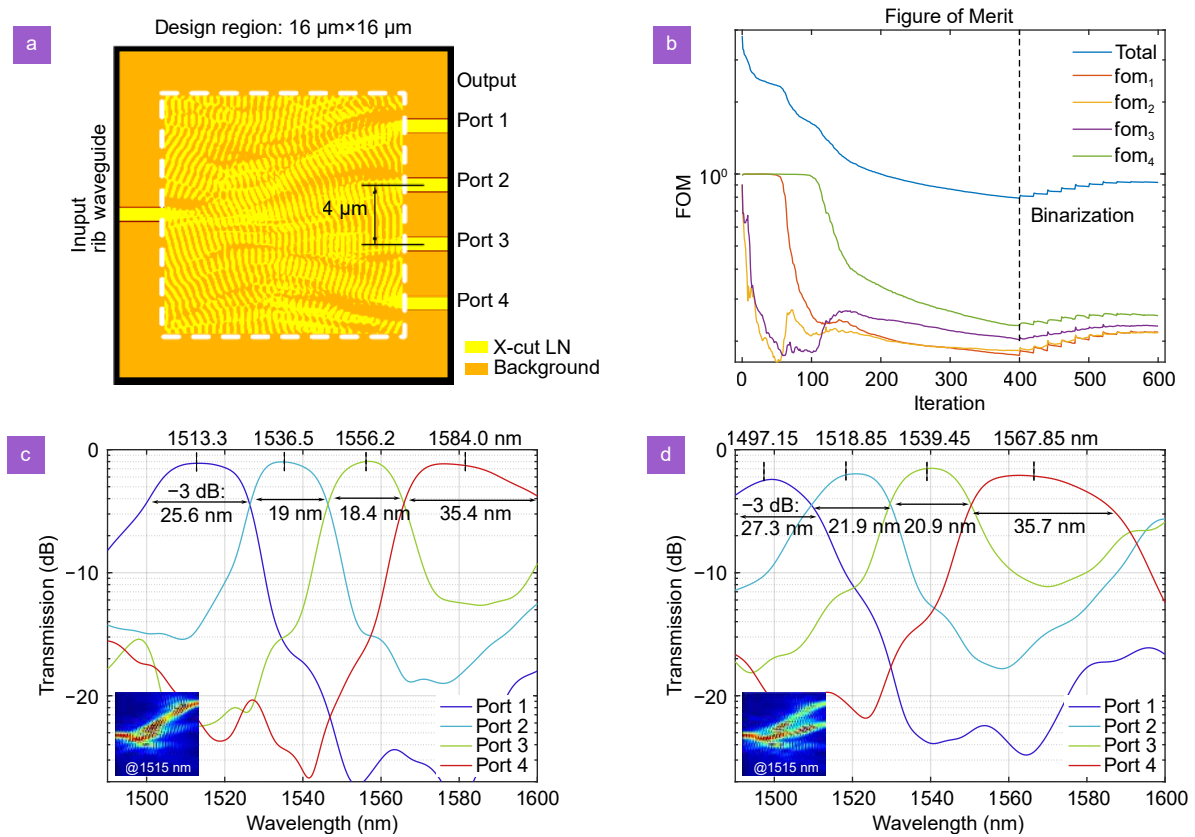 a
Design region: 16 µm×16 µm
Inuput
rib waveguide
Output
Port 1
Port 2
4 µm
Port 3
Port 4
X-cut LN
Background
b
Figure of Merit
Total
fom1
fom2
fom3
fom4
10^0
FOM
Binarization
0 100 200 300 400 500 600
Iteration
c
1513.3 1536.5 1556.2 1584.0 nm
0
−10
−20
Transmission (dB)
−3 dB:
25.6 nm 19 nm 18.4 nm 35.4 nm
@1515 nm
Port 1
Port 2
Port 3
Port 4
1500 1520 1540 1560 1580 1600
Wavelength (nm)
d
1497.15 1518.85 1539.45 1567.85 nm
0
−10
−20
Transmission (dB)
−3 dB:
27.3 nm 21.9 nm 20.9 nm 35.7 nm
@1515 nm
Port 1
Port 2
Port 3
Port 4
1500 1520 1540 1560 1580 1600
Wavelength (nm)